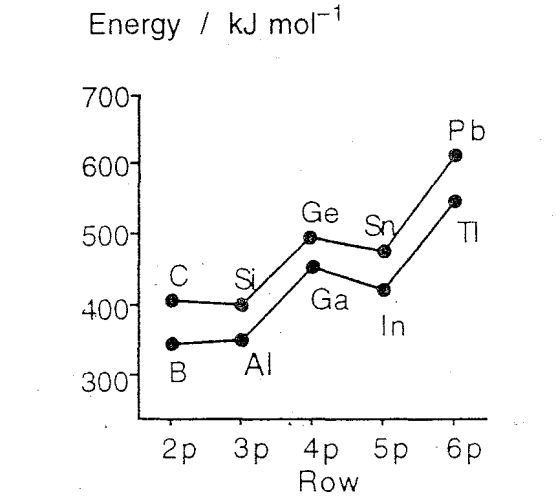 Energy / kJ mol⁻¹
700
Pb
600
Ge
Sn
500
Tl
C
Si
Ga
400
In
B
Al
300
2p 3p 4p 5p 6p
Row